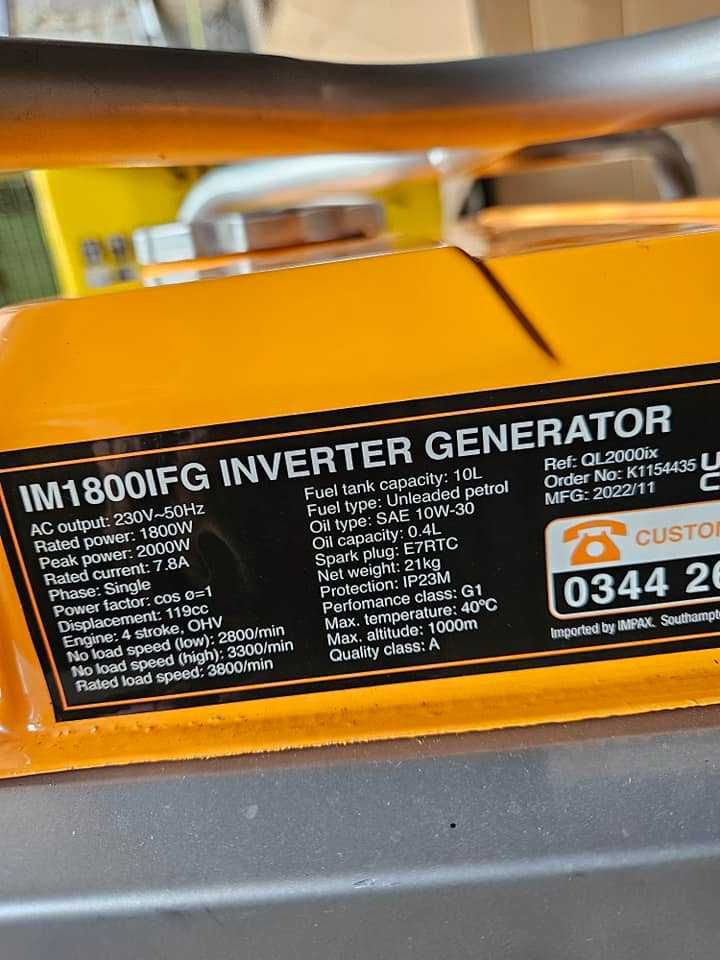 IM1800IFG INVERTER GENERATOR
AC output: 230V~50Hz
Rated power: 1800W
Peak power: 2000W
Rated current: 7.8A
Phase: Single
Power factor: cos ø=1
Displacement: 119cc
Engine: 4 stroke, OHV
No load speed (low): 2800/min
No load speed (high): 3300/min
Rated load speed: 3800/min
Fuel tank capacity: 10L
Fuel type: Unleaded petrol
Oil type: SAE 10W-30
Oil capacity: 0.4L
Spark plug: E7RTC
Net weight: 21kg
Protection: IP23M
Perfomance class: G1
Max. temperature: 40ºC
Max. altitude: 1000m
Quality class: A
Ref: QL2000ix
Order No: K1154435
MFG: 2022/11
CUSTO
0344 26
Imported by IMPAX. Southampt